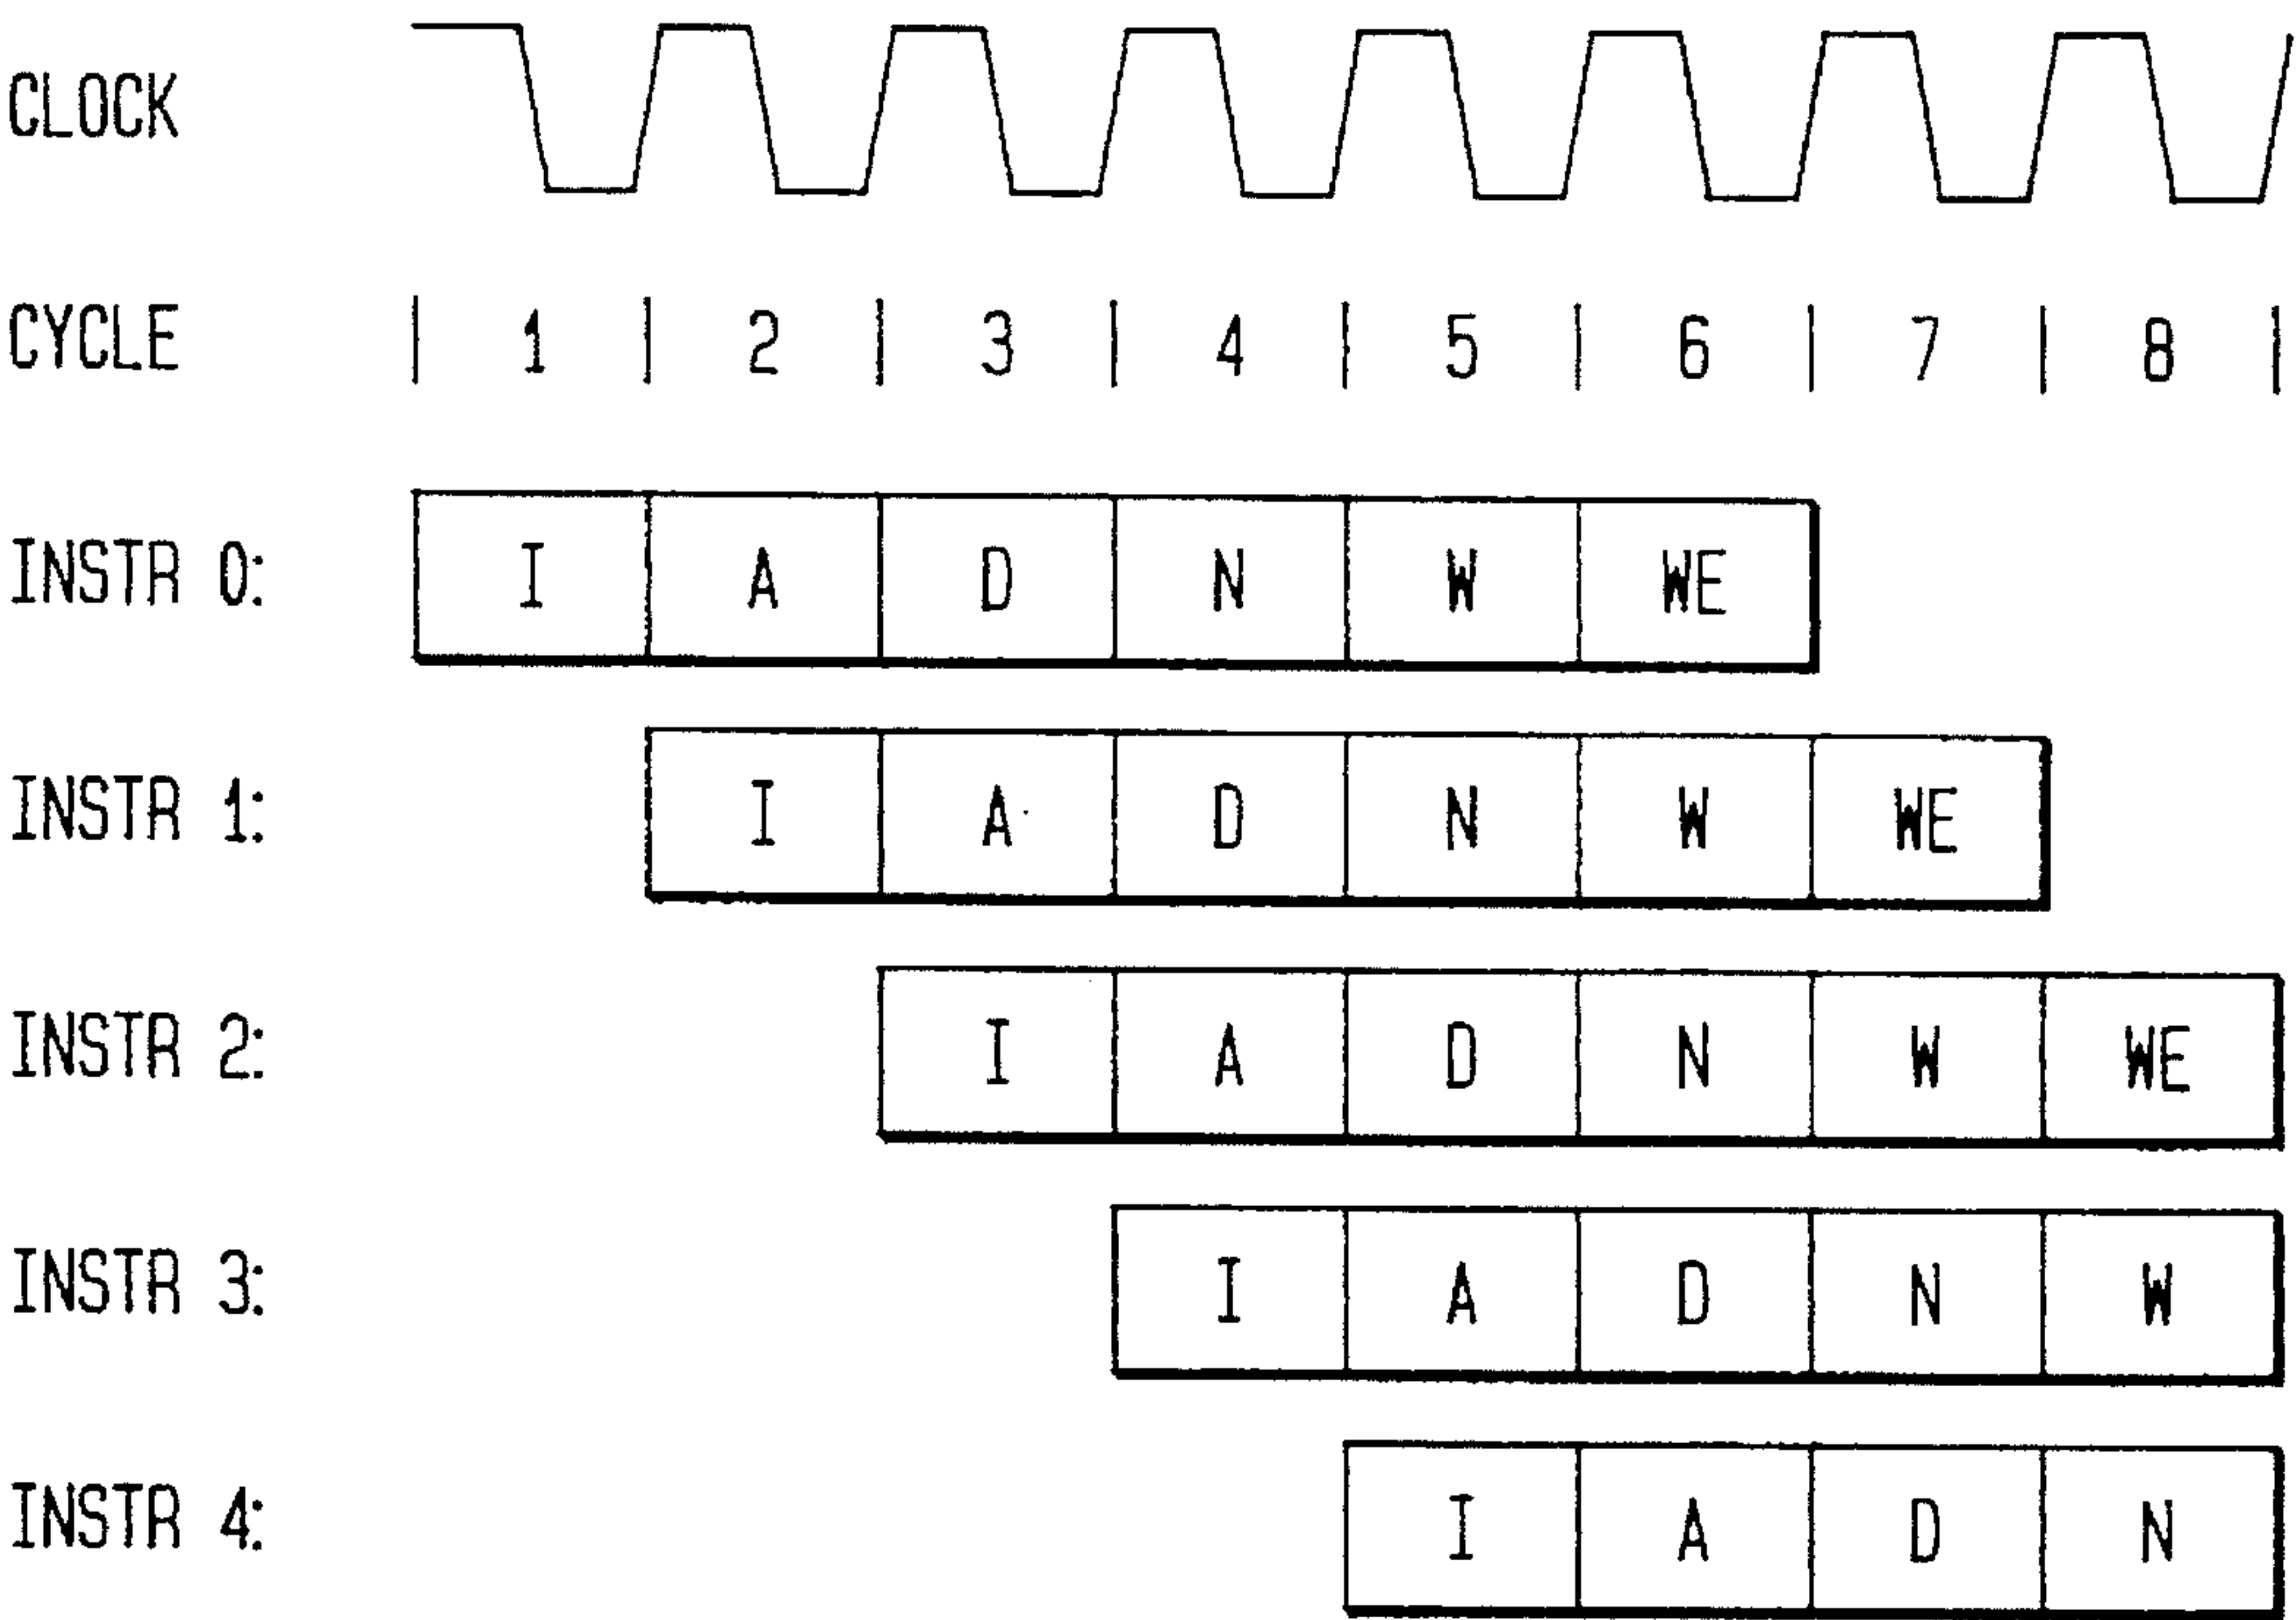 CLOCK
CYCLE | 1 | 2 | 3 | 4 | 5 | 6 | 7 | 8 |
INSTR 0: I A D N W WE
INSTR 1: I A D N W WE
INSTR 2: I A D N W WE
INSTR 3: I A D N W
INSTR 4: I A D N